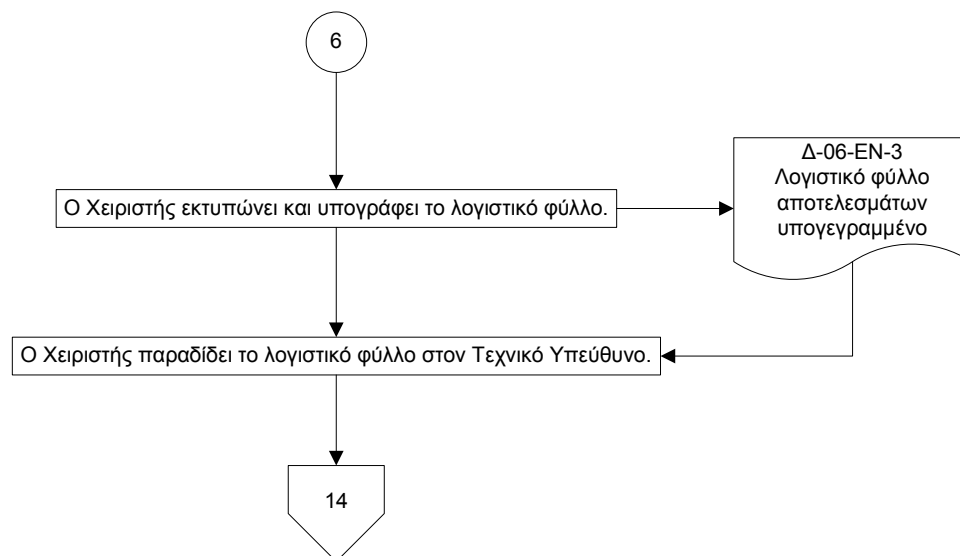 6
Δ-06-ΕΝ-3
Λογιστικό φύλλο
αποτελεσμάτων
υπογεγραμμένο
Ο Χειριστής εκτυπώνει και υπογράφει το λογιστικό φύλλο.
Ο Χειριστής παραδίδει το λογιστικό φύλλο στον Τεχνικό Υπεύθυνο.
14